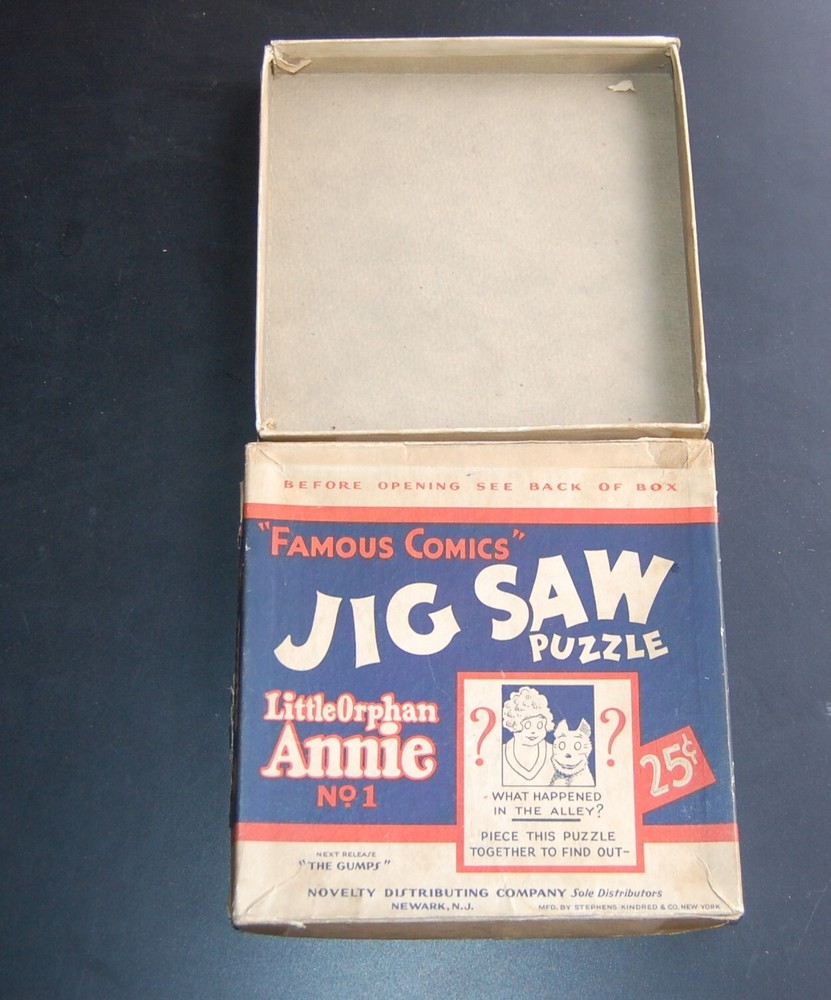 BEFORE OPENING SEE BACK OF BOX
"FAMOUS COMICS"
JIG SAW
PUZZLE
Little Orphan
Annie
No 1
? ?
25¢
WHAT HAPPENED
IN THE ALLEY?
PIECE THIS PUZZLE
TOGETHER TO FIND OUT-
NEXT RELEASE
"THE GUMPS"
NOVELTY DISTRIBUTING COMPANY Sole Distributors
NEWARK, N.J.
MFD. BY STEPHENS KINDRED & CO. NEW YORK